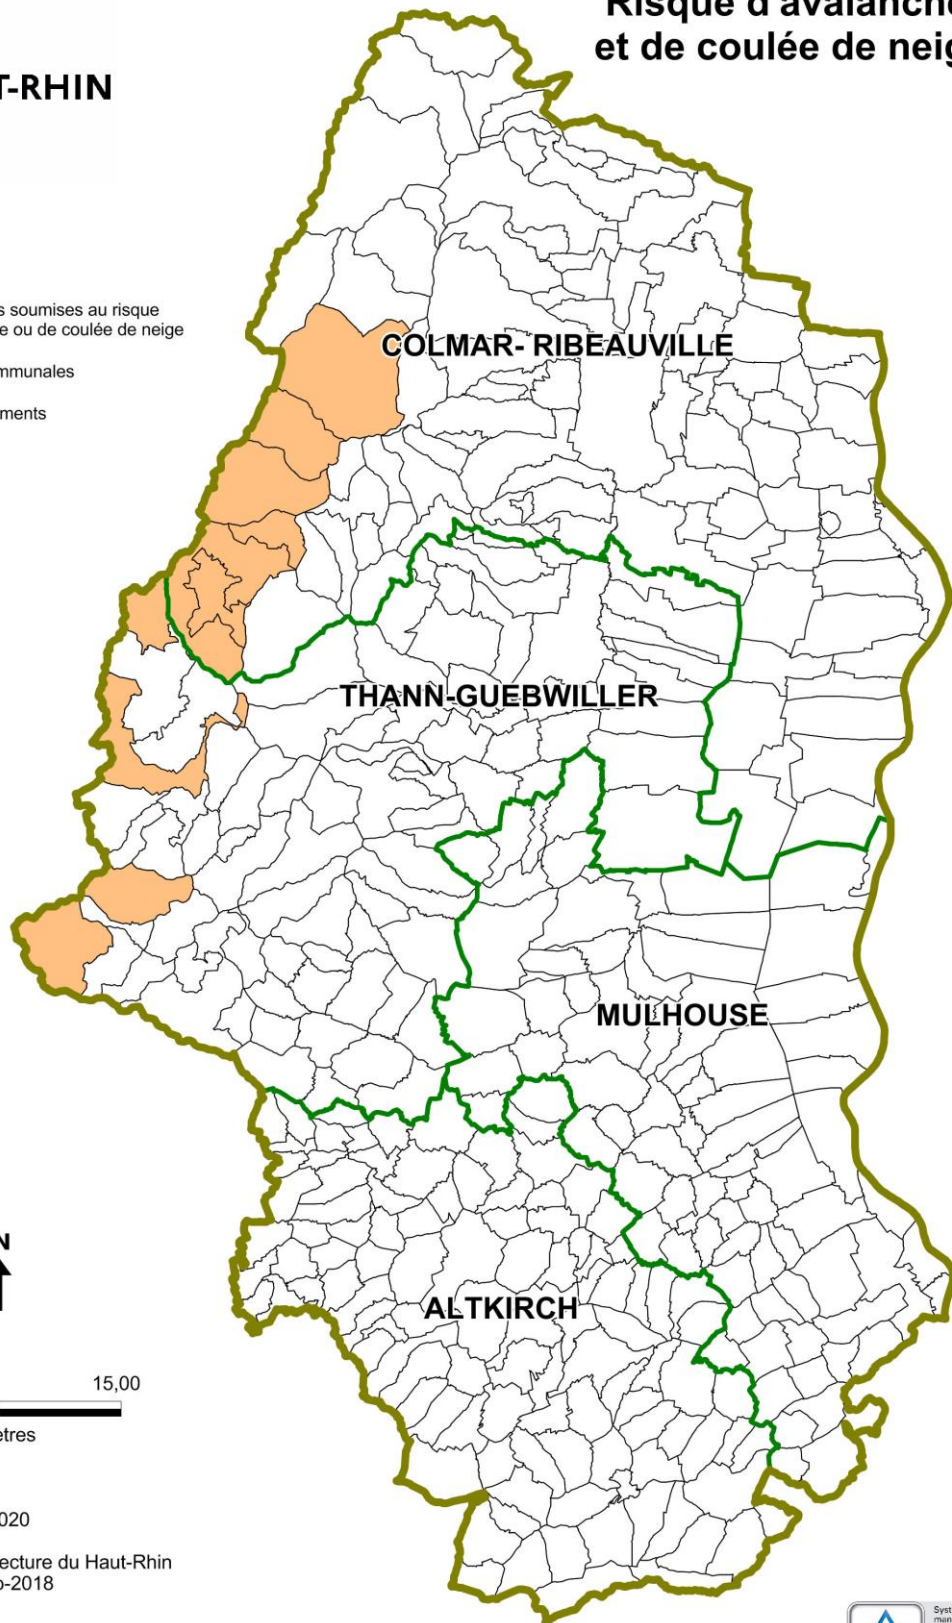 Risque d'avalanche
et de coulée de neig
T-RHIN
s soumises au risque
e ou de coulée de neige
mmunales
ments
COLMAR- RIBEAUVILLE
THANN-GUEBWILLER
MULHOUSE
ALTKIRCH
N
15,00
ètres
020
ecture du Haut-Rhin
o-2018